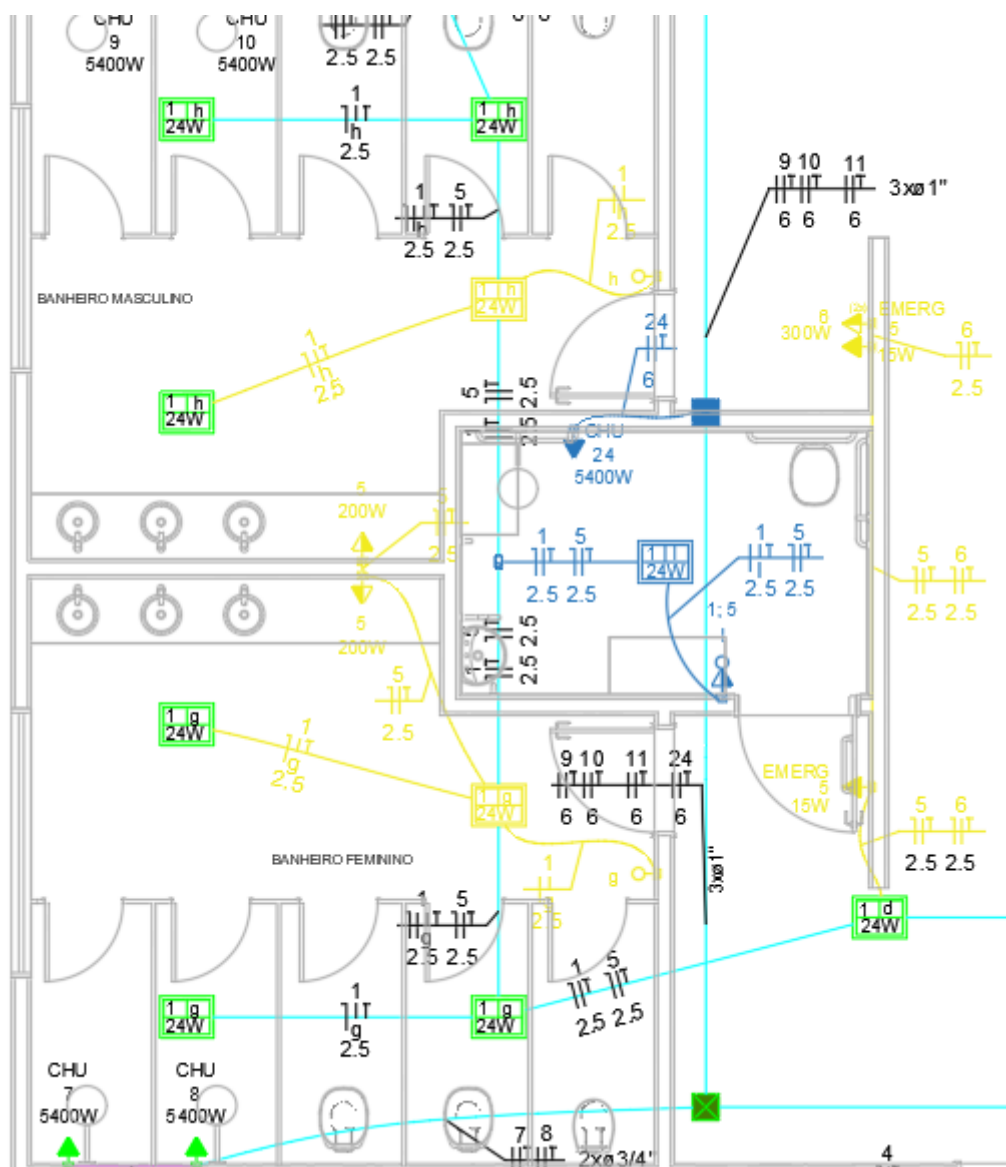 CHU
9
5400W
CHU
10
5400W
2.5 2.5
1 h
24W
1
h
2.5
1 h
24W
9 10 11
6 6 6
3xø1"
1
h
2.5
5
2.5
1
2.5
h
BANHEIRO MASCULINO
1 h
24W
h
1
h
2.5
24
6
6
300W
EMERG
5
15W
6
2.5
1 h
24W
5
2.5
2.5
CHU
24
5400W
5
200W
5
2.5
1
2.5
5
2.5
1 I
24W
1
I
2.5
5
2.5
5
2.5
6
2.5
1; 5
5
200W
2.5
2.5
5
2.5
1 g
24W
1
g
2.5
1 g
24W
9 10 11 24
6 6 6 6
3xø1"
EMERG
5
15W
5
2.5
6
2.5
BANHEIRO FEMININO
g
1
2.5
1
g
2.5
5
2.5
1 d
24W
1
2.5
5
2.5
1 g
24W
1
g
2.5
1 g
24W
CHU
7
5400W
CHU
8
5400W
7 8
2xø3/4"
4